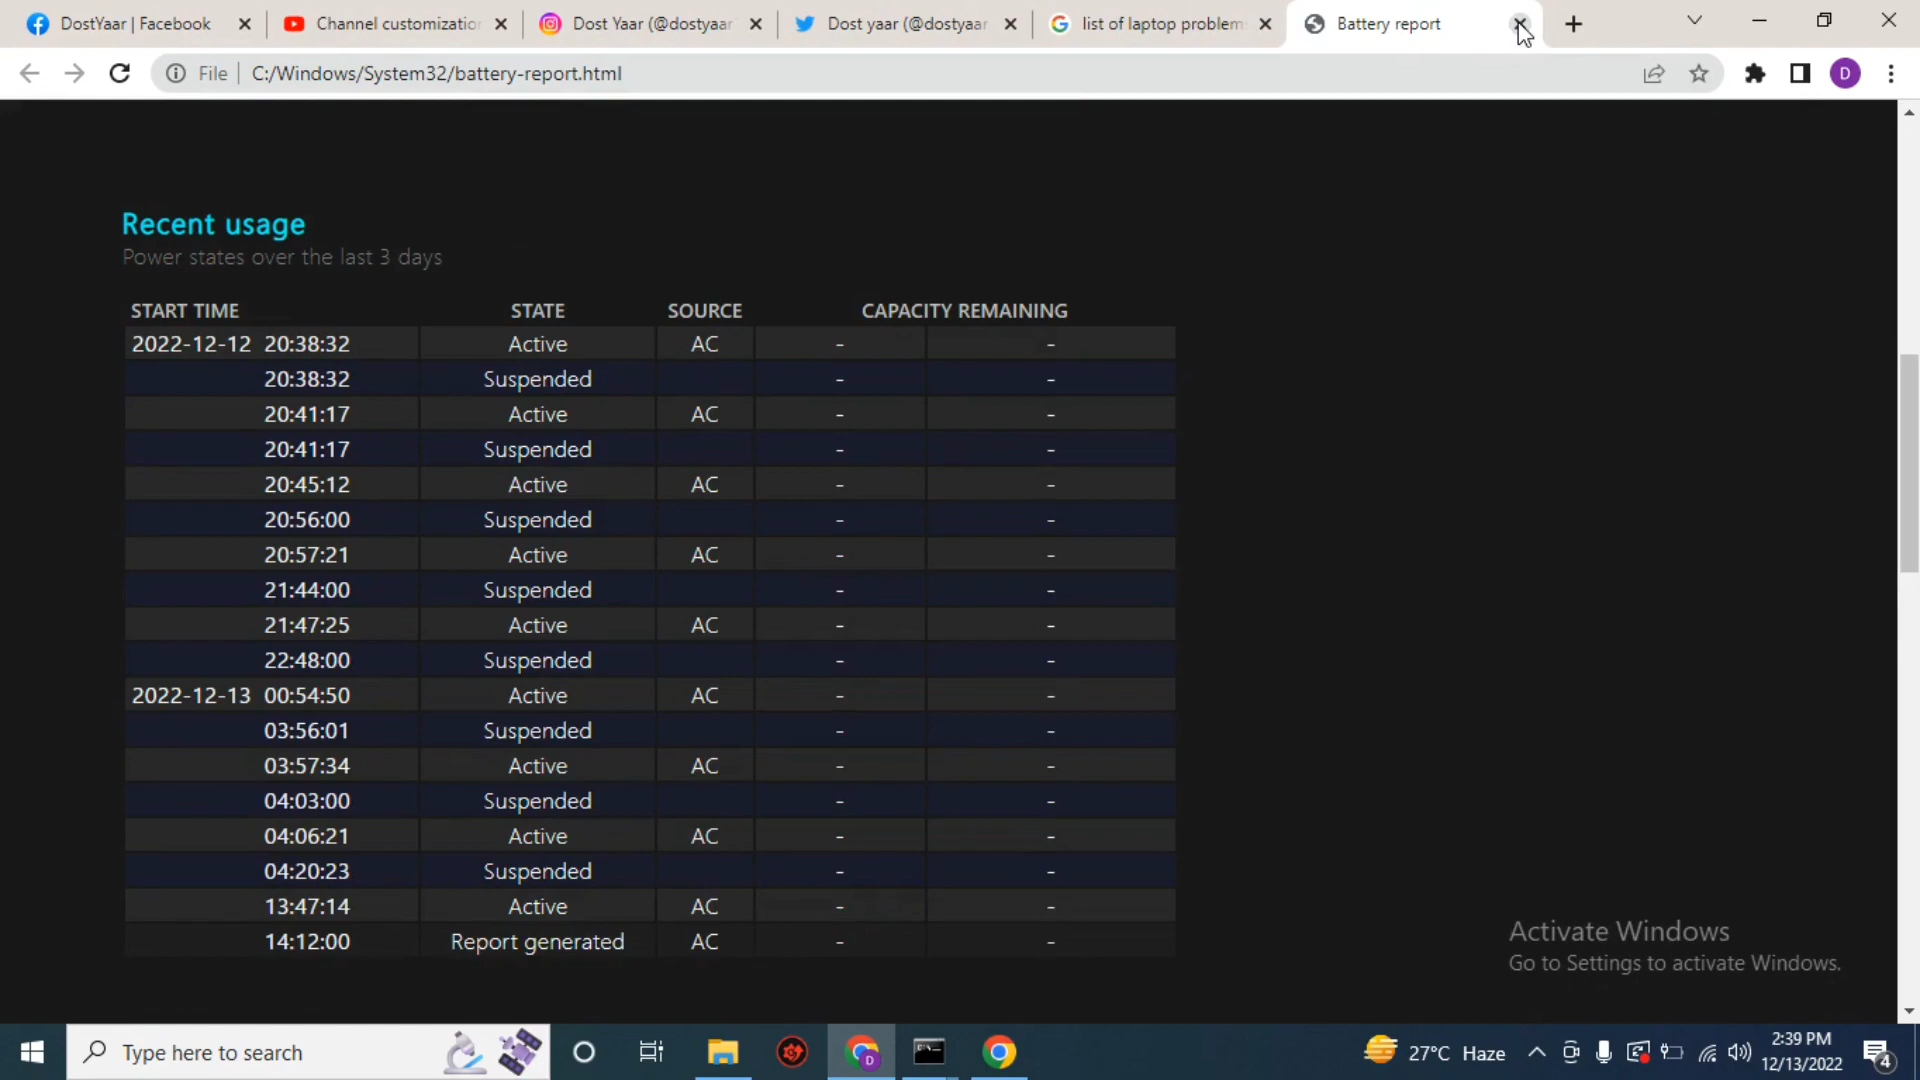 DostYaar | Facebook
Channel customizatio
Dost Yaar (@dostyaar
Dost yaar (@dostyaar
list of laptop problem
Battery report
File | C:/Windows/System32/battery-report.html
D
Recent usage
Power states over the last 3 days
START TIME STATE SOURCE CAPACITY REMAINING
2022-12-12 20:38:32 Active AC - -
20:38:32 Suspended - -
20:41:17 Active AC - -
20:41:17 Suspended - -
20:45:12 Active AC - -
20:56:00 Suspended - -
20:57:21 Active AC - -
21:44:00 Suspended - -
21:47:25 Active AC - -
22:48:00 Suspended - -
2022-12-13 00:54:50 Active AC - -
03:56:01 Suspended - -
03:57:34 Active AC - -
04:03:00 Suspended - -
04:06:21 Active AC - -
04:20:23 Suspended - -
13:47:14 Active AC - -
14:12:00 Report generated AC - -
Activate Windows
Go to Settings to activate Windows.
Type here to search
D
27°C Haze
2:39 PM
12/13/2022
4